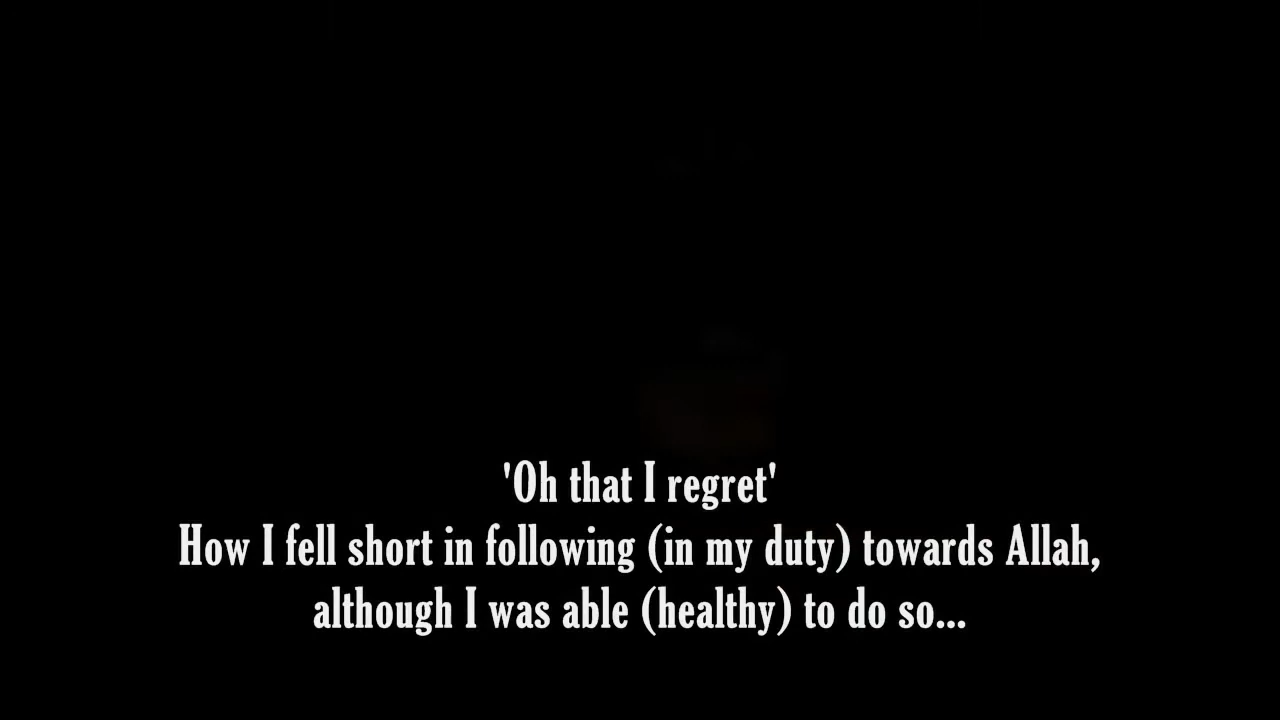 'Oh that I regret'
How I fell short in following (in my duty) towards Allah,
although I was able (healthy) to do so...